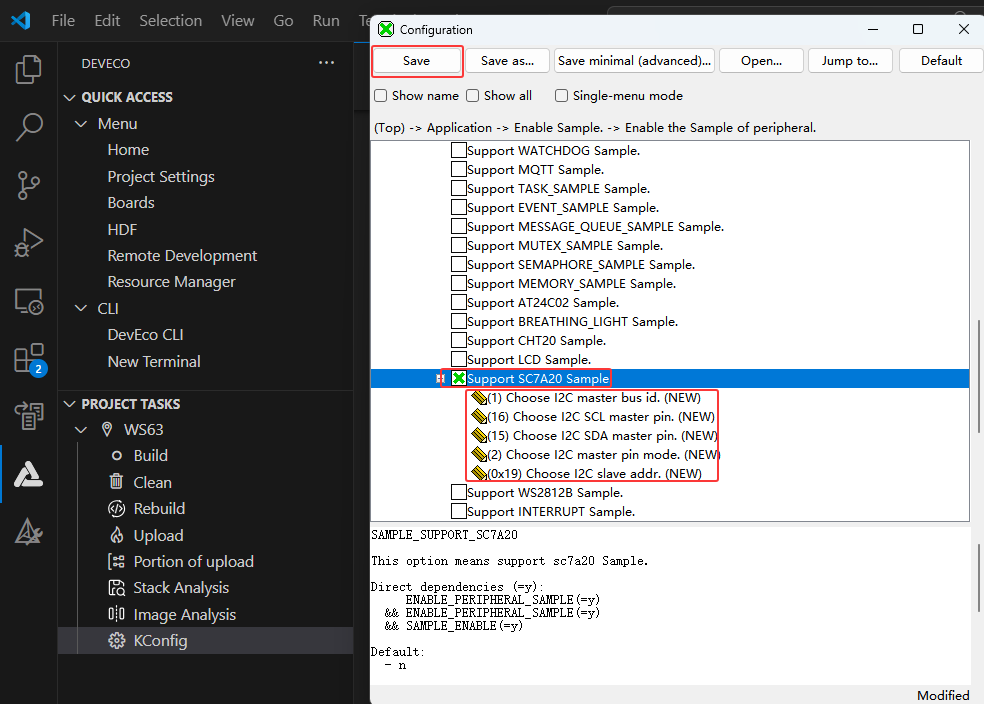 File Edit Selection View Go Run Te
DEVECO
QUICK ACCESS
Menu
Home
Project Settings
Boards
HDF
Remote Development
Resource Manager
CLI
DevEco CLI
New Terminal
2
PROJECT TASKS
WS63
Build
Clean
Rebuild
Upload
Portion of upload
Stack Analysis
Image Analysis
KConfig
Configuration
Save Save as... Save minimal (advanced)... Open... Jump to... Default
Show name Show all Single-menu mode
(Top) -> Application -> Enable Sample. -> Enable the Sample of peripheral.
Support WATCHDOG Sample.
Support MQTT Sample.
Support TASK_SAMPLE Sample.
Support EVENT_SAMPLE Sample.
Support MESSAGE_QUEUE_SAMPLE Sample.
Support MUTEX_SAMPLE Sample.
Support SEMAPHORE_SAMPLE Sample.
Support MEMORY_SAMPLE Sample.
Support AT24C02 Sample.
Support BREATHING_LIGHT Sample.
Support CHT20 Sample.
Support LCD Sample.
Support SC7A20 Sample
(1) Choose I2C master bus id. (NEW)
(16) Choose I2C SCL master pin. (NEW)
(15) Choose I2C SDA master pin. (NEW)
(2) Choose I2C master pin mode. (NEW)
(0x19) Choose I2C slave addr. (NEW)
Support WS2812B Sample.
Support INTERRUPT Sample.
SAMPLE_SUPPORT_SC7A20
This option means support sc7a20 Sample.
Direct dependencies (=y):
ENABLE_PERIPHERAL_SAMPLE(=y)
&& ENABLE_PERIPHERAL_SAMPLE(=y)
&& SAMPLE_ENABLE(=y)
Default:
- n
Modified